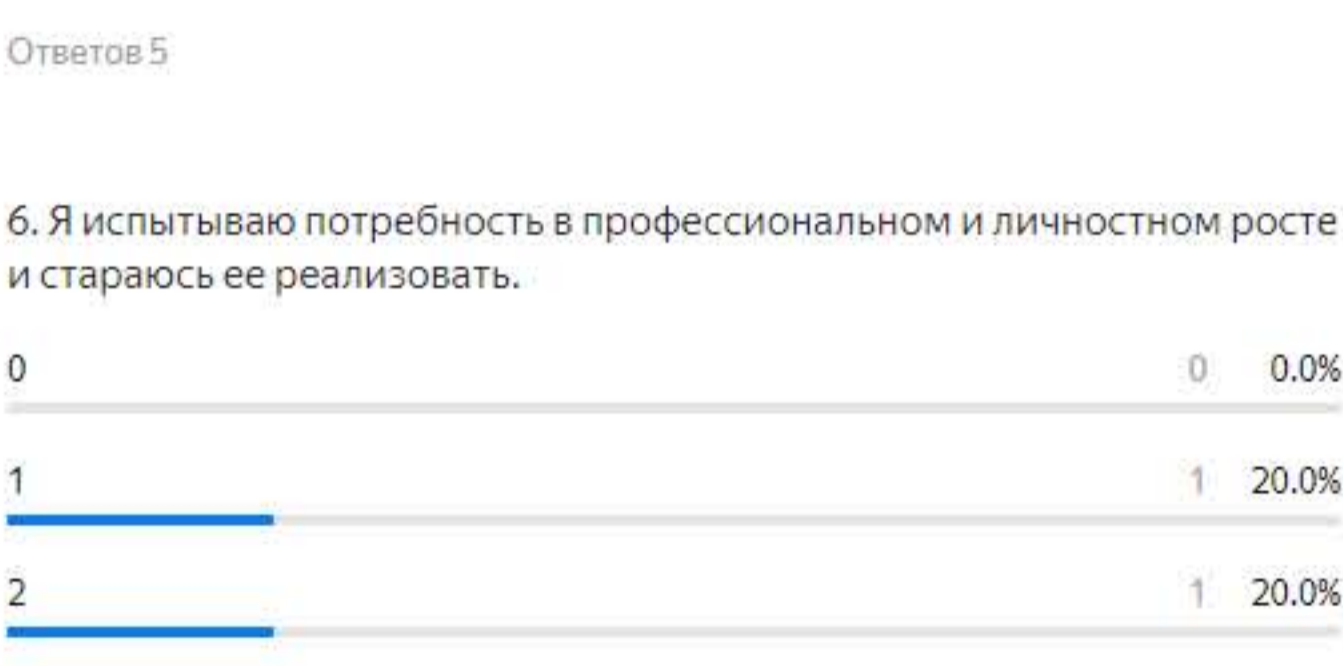 Ответов 5
6. Я испытываю потребность в профессиональном и личностном росте
и стараюсь ее реализовать.
0 0 0.0%
1 1 20.0%
2 1 20.0%